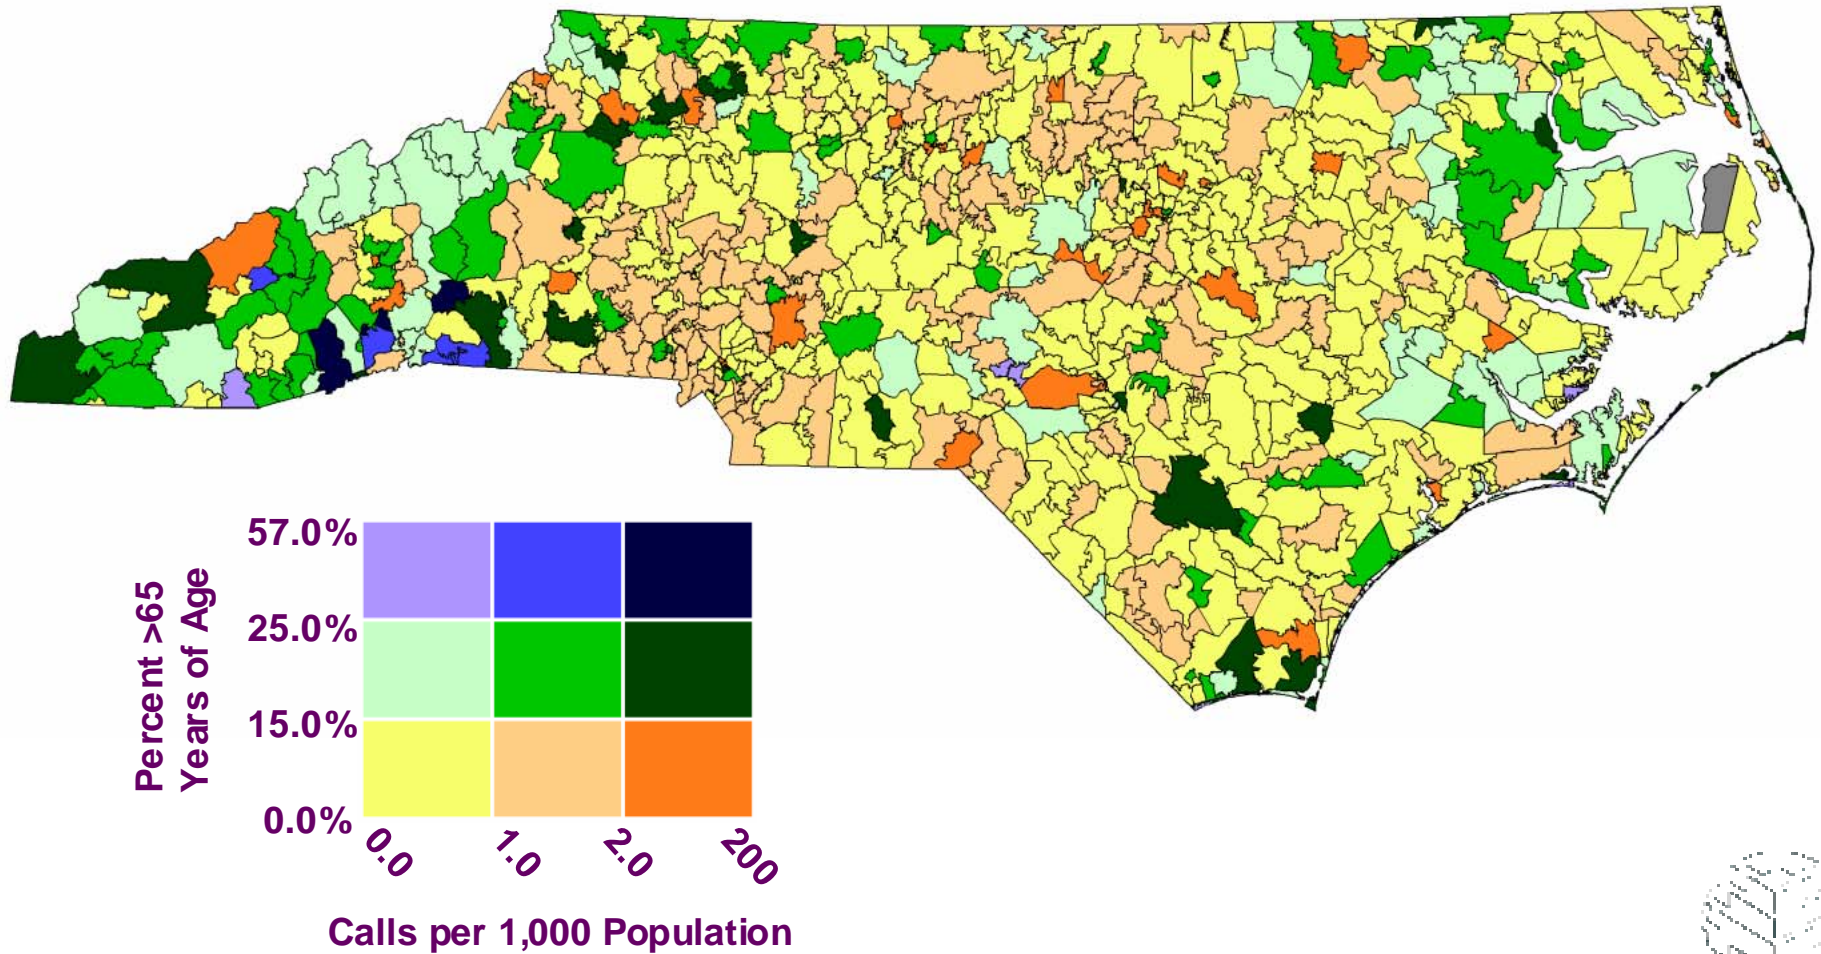 57.0%
25.0%
15.0%
0.0%
Percent >65
Years of Age
0.0
1.0
2.0
200
Calls per 1,000 Population